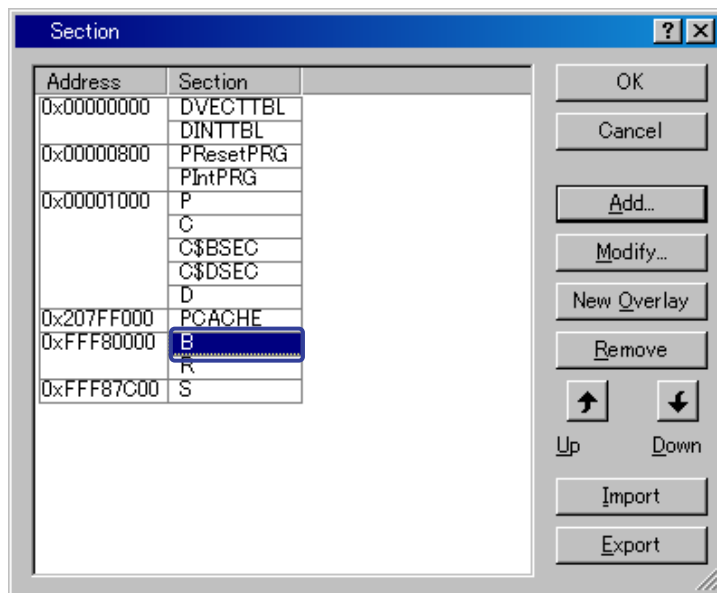 Section
Address Section
0x00000000 DVECTTBL
DINTTBL
0x00000800 PResetPRG
PIntPRG
0x00001000 P
C
C$BSEC
C$DSEC
D
0x207FF000 PCACHE
0xFFF80000 B
R
0xFFF87C00 S
OK
Cancel
Add...
Modify...
New Overlay
Remove
Up Down
Import
Export